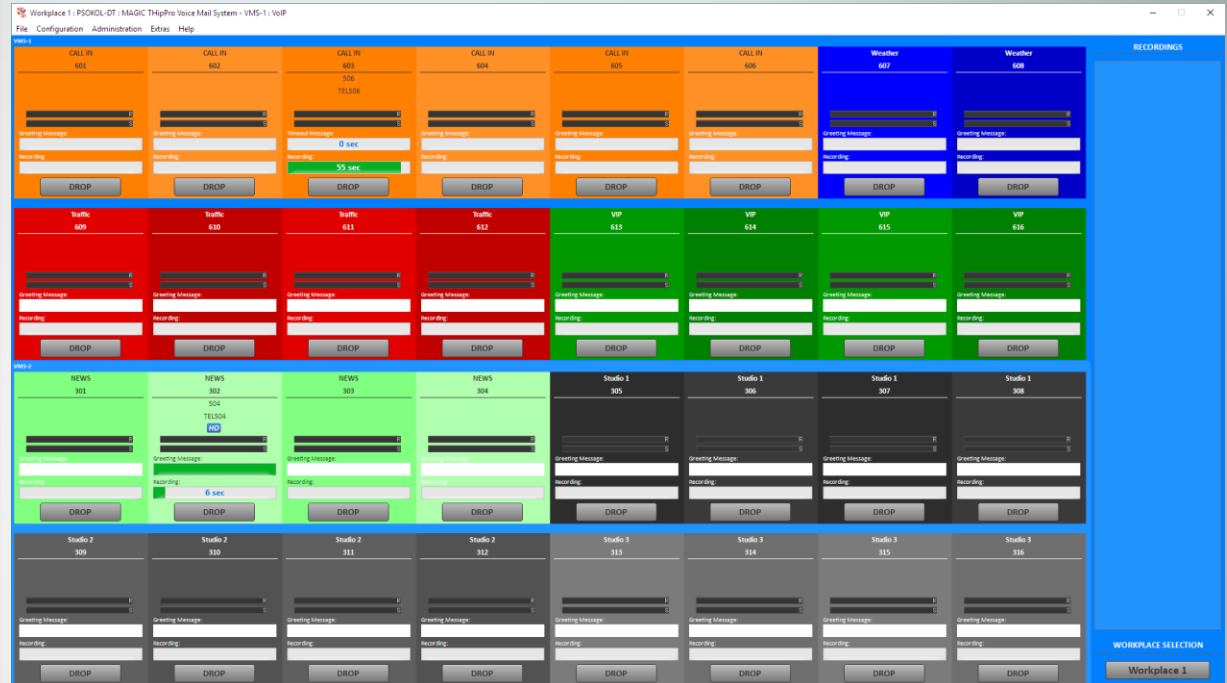 Workplace 1 : PSOKOL-DT : MAGIC THipPro Voice Mail System - VMS-1 : VoIP
File Configuration Administration Extras Help
VMS-1
CALL IN CALL IN CALL IN CALL IN CALL IN CALL IN Weather Weather
601 602 603 604 605 606 607 608
506
TEL506
R R R R R R R R
S S S S S S S S
Greeting Message: Greeting Message: Timeout Message: Greeting Message: Greeting Message: Greeting Message: Greeting Message: Greeting Message:
0 sec
Recording: Recording: Recording: Recording: Recording: Recording: Recording: Recording:
55 sec
DROP DROP DROP DROP DROP DROP DROP DROP
Traffic Traffic Traffic Traffic VIP VIP VIP VIP
609 610 611 612 613 614 615 616
R R R R R R R R
S S S S S S S S
Greeting Message: Greeting Message: Greeting Message: Greeting Message: Greeting Message: Greeting Message: Greeting Message: Greeting Message:
Recording: Recording: Recording: Recording: Recording: Recording: Recording: Recording:
DROP DROP DROP DROP DROP DROP DROP DROP
VMS-2
NEWS NEWS NEWS NEWS Studio 1 Studio 1 Studio 1 Studio 1
301 302 303 304 305 306 307 308
504
TEL504
HD
R R R R R R R R
S S S S S S S S
Greeting Message: Greeting Message: Greeting Message: Greeting Message: Greeting Message: Greeting Message: Greeting Message: Greeting Message:
Recording: Recording: Recording: Recording: Recording: Recording: Recording: Recording:
6 sec
DROP DROP DROP DROP DROP DROP DROP DROP
Studio 2 Studio 2 Studio 2 Studio 2 Studio 3 Studio 3 Studio 3 Studio 3
309 310 311 312 313 314 315 316
R R R R R R R R
S S S S S S S S
Greeting Message: Greeting Message: Greeting Message: Greeting Message: Greeting Message: Greeting Message: Greeting Message: Greeting Message:
Recording: Recording: Recording: Recording: Recording: Recording: Recording: Recording:
DROP DROP DROP DROP DROP DROP DROP DROP
RECORDINGS
WORKPLACE SELECTION
Workplace 1